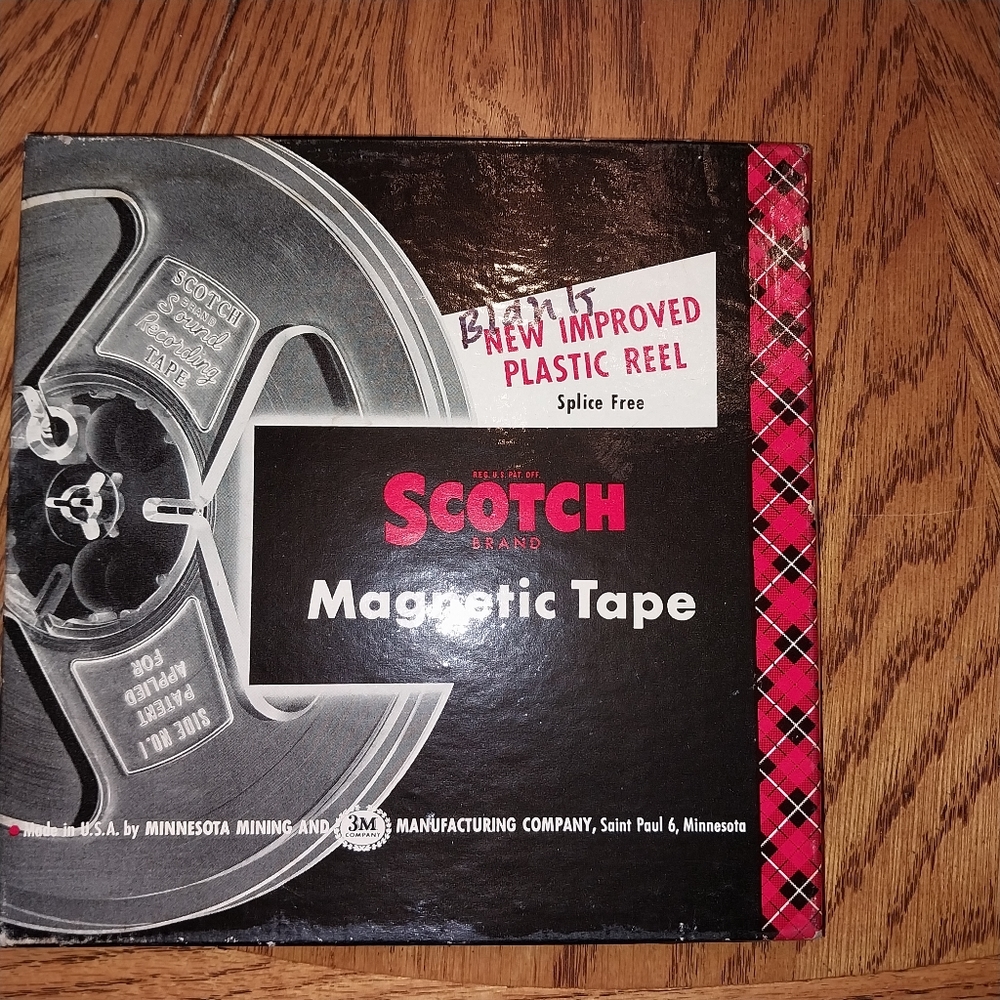 SCOTCH
BRAND
Sound
Recording
TAPE
Blank
NEW IMPROVED
PLASTIC REEL
Splice Free
REG. U.S. PAT. OFF.
SCOTCH
BRAND
Magnetic Tape
SIDE NO. 1
PATENT
APPLIED
FOR
Made in U.S.A. by MINNESOTA MINING AND 3M COMPANY MANUFACTURING COMPANY, Saint Paul 6, Minnesota